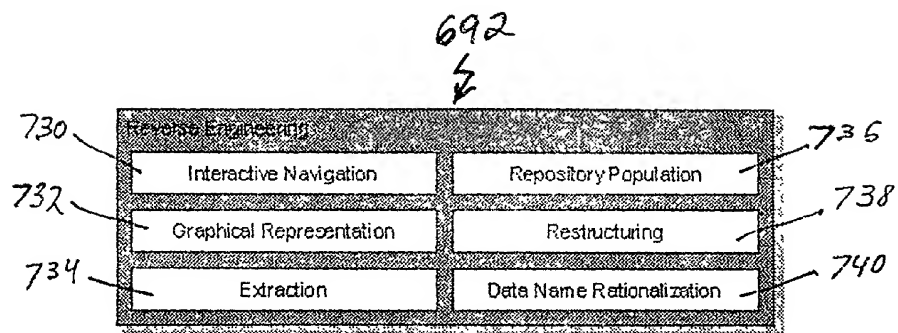 692
Reverse Engineering
730 Interactive Navigation Repository Population 736
732 Graphical Representation Restructuring 738
734 Extraction Data Name Rationalization 740